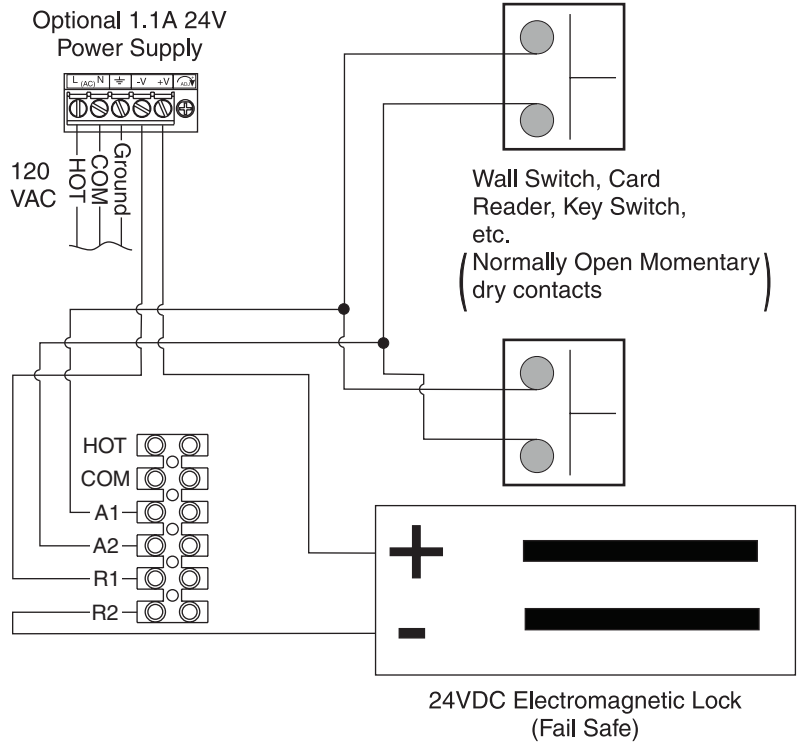 Optional 1.1A 24V
Power Supply
L (AC) N -V +V ADJ.
120
VAC
HOT
COM
Ground
Wall Switch, Card
Reader, Key Switch,
etc.
(Normally Open Momentary
dry contacts)
HOT
COM
A1
A2
R1
R2
+
-
24VDC Electromagnetic Lock
(Fail Safe)